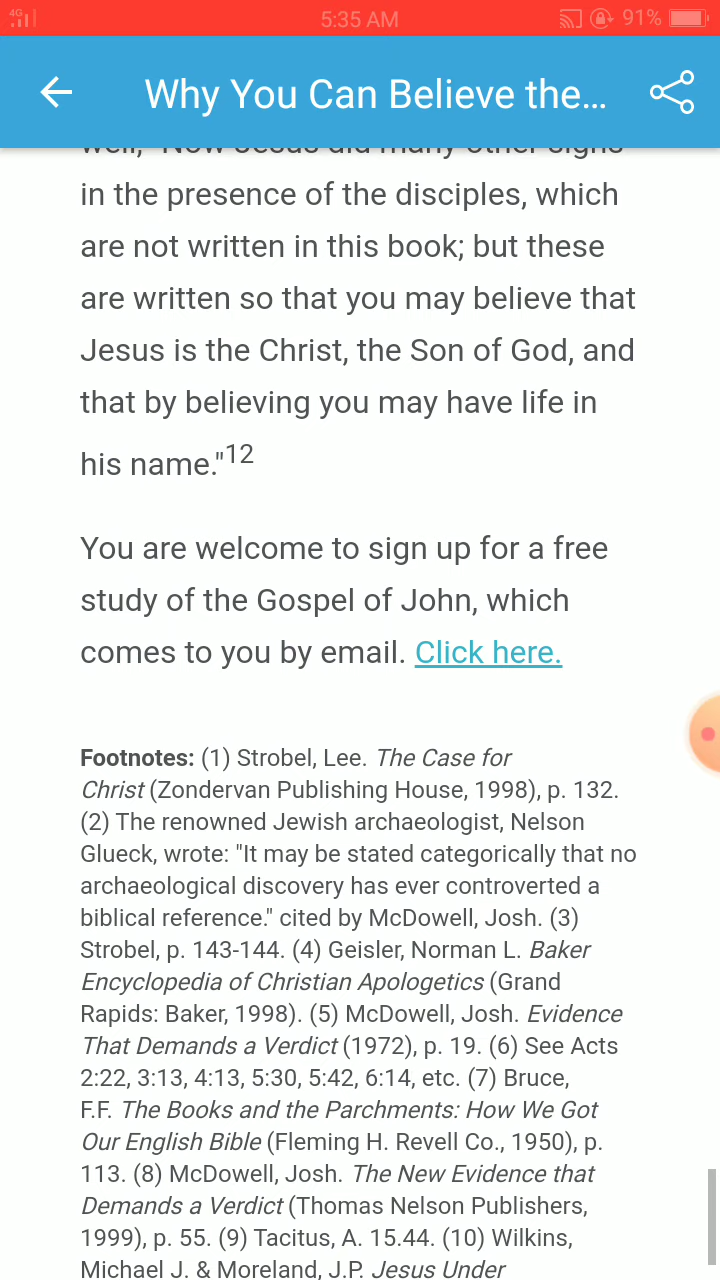 4G
5:35 AM
91%
Why You Can Believe the...
well, "Now Jesus did many other signs
in the presence of the disciples, which
are not written in this book; but these
are written so that you may believe that
Jesus is the Christ, the Son of God, and
that by believing you may have life in
his name."12
You are welcome to sign up for a free
study of the Gospel of John, which
comes to you by email. Click here.
Footnotes: (1) Strobel, Lee. The Case for
Christ (Zondervan Publishing House, 1998), p. 132.
(2) The renowned Jewish archaeologist, Nelson
Glueck, wrote: "It may be stated categorically that no
archaeological discovery has ever controverted a
biblical reference." cited by McDowell, Josh. (3)
Strobel, p. 143-144. (4) Geisler, Norman L. Baker
Encyclopedia of Christian Apologetics (Grand
Rapids: Baker, 1998). (5) McDowell, Josh. Evidence
That Demands a Verdict (1972), p. 19. (6) See Acts
2:22, 3:13, 4:13, 5:30, 5:42, 6:14, etc. (7) Bruce,
F.F. The Books and the Parchments: How We Got
Our English Bible (Fleming H. Revell Co., 1950), p.
113. (8) McDowell, Josh. The New Evidence that
Demands a Verdict (Thomas Nelson Publishers,
1999), p. 55. (9) Tacitus, A. 15.44. (10) Wilkins,
Michael J. & Moreland, J.P. Jesus Under